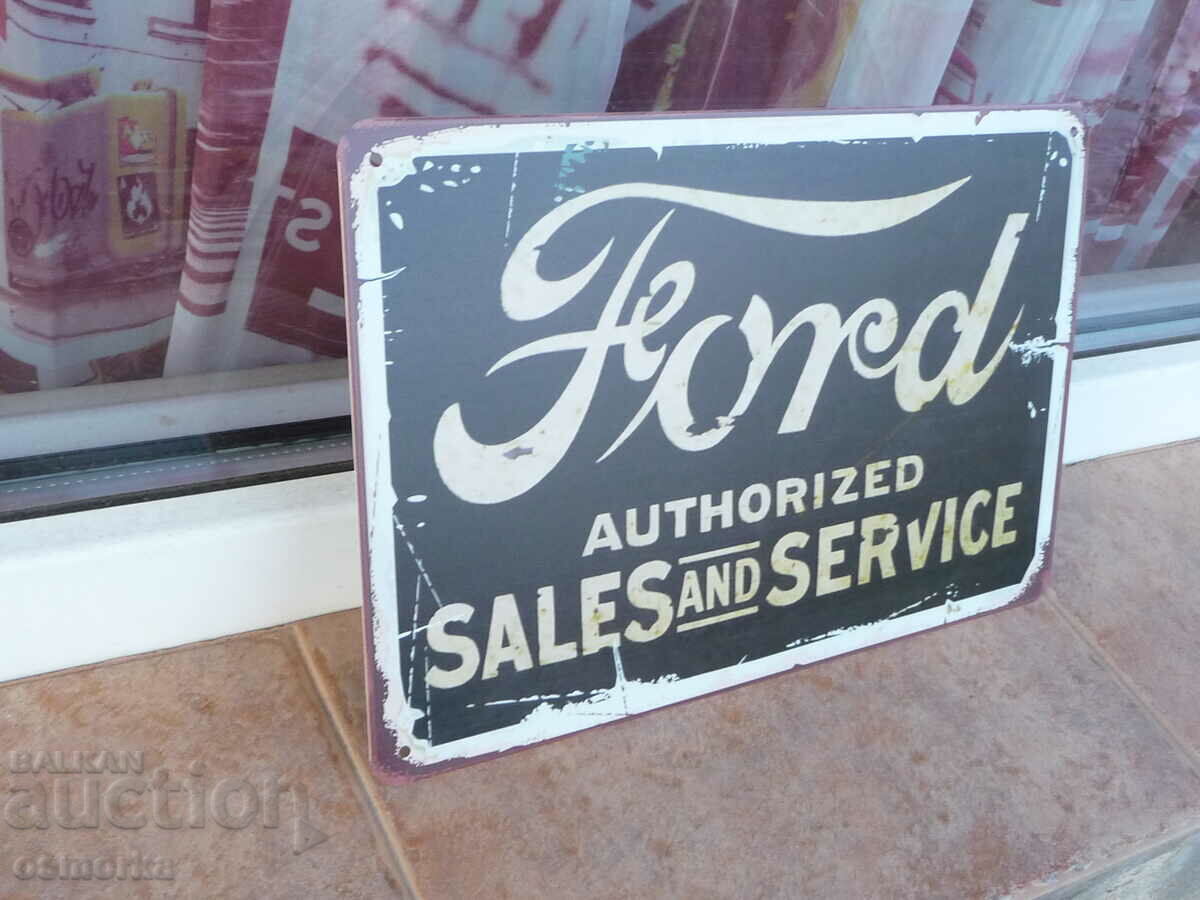 Ford
AUTHORIZED
SALES AND SERVICE
BALKAN
auction
osmorka